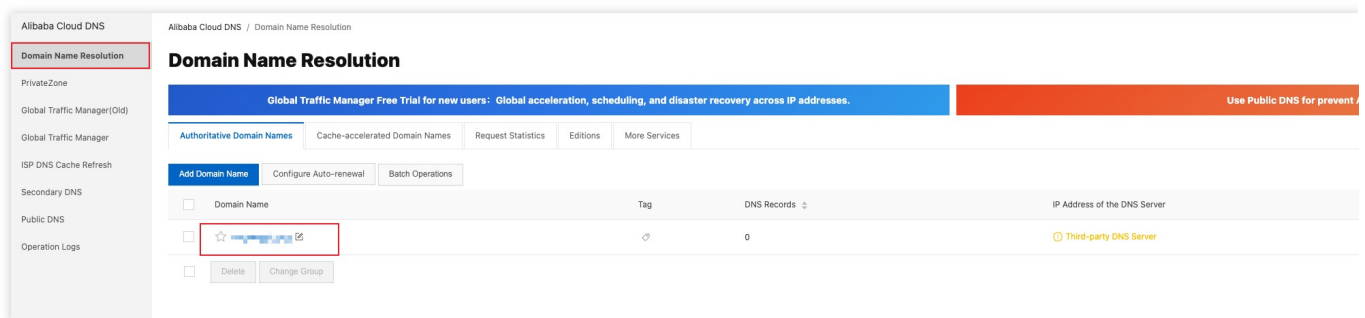 Alibaba Cloud DNS
Alibaba Cloud DNS / Domain Name Resolution
Domain Name Resolution
Domain Name Resolution
PrivateZone
Global Traffic Manager(Old)
Global Traffic Manager
ISP DNS Cache Refresh
Secondary DNS
Public DNS
Operation Logs
Global Traffic Manager Free Trial for new users: Global acceleration, scheduling, and disaster recovery across IP addresses.
Use Public DNS for prevent
Authoritative Domain Names Cache-accelerated Domain Names Request Statistics Editions More Services
Add Domain Name Configure Auto-renewal Batch Operations
Domain Name Tag DNS Records IP Address of the DNS Server
0 Third-party DNS Server
Delete Change Group